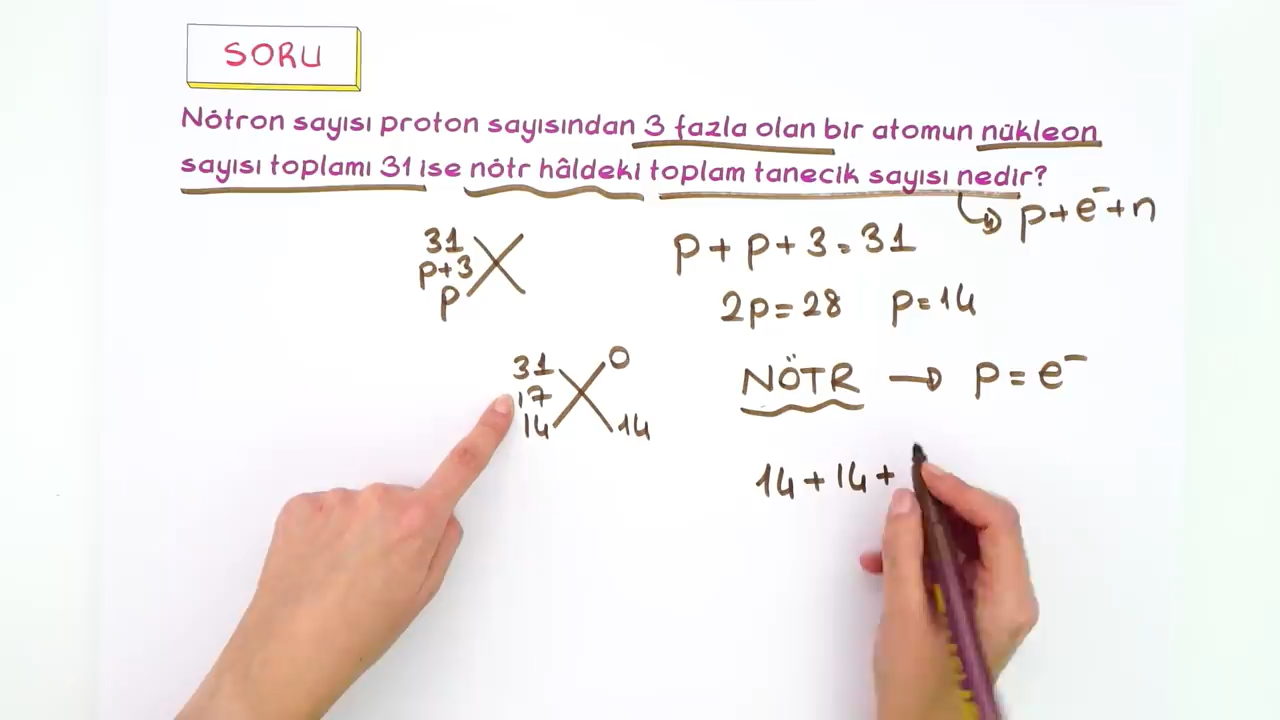 SORU
Nötron sayısı proton sayısından 3 fazla olan bir atomun nükleon
sayısı toplamı 31 ise nötr hâldeki toplam tanecik sayısı nedir?
p+e⁻+n
31
p+3
p
p+p+3=31
2p=28 p=14
31 0
17
14 14
NÖTR → p=e⁻
14+14+